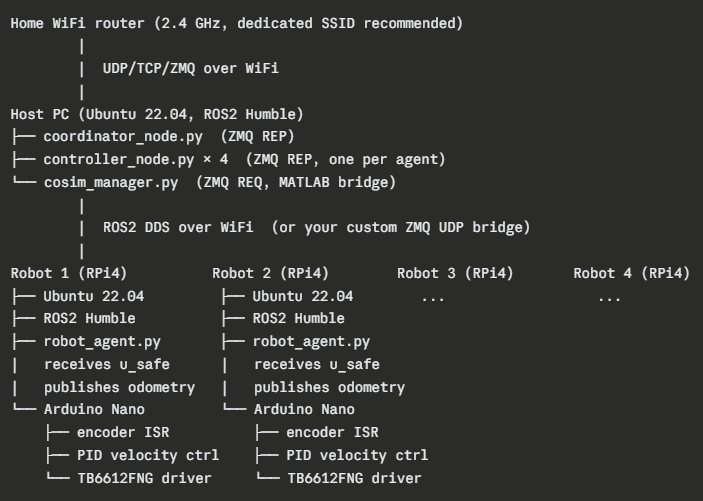 Home WiFi router (2.4 GHz, dedicated SSID recommended)
        |
        |  UDP/TCP/ZMQ over WiFi
        |
Host PC (Ubuntu 22.04, ROS2 Humble)
├── coordinator_node.py  (ZMQ REP)
├── controller_node.py × 4  (ZMQ REP, one per agent)
└── cosim_manager.py  (ZMQ REQ, MATLAB bridge)
        |
        |  ROS2 DDS over WiFi  (or your custom ZMQ UDP bridge)
        |
Robot 1 (RPi4)          Robot 2 (RPi4)        Robot 3 (RPi4)       Robot 4 (RPi4)
├── Ubuntu 22.04         ├── Ubuntu 22.04        ...                  ...
├── ROS2 Humble          ├── ROS2 Humble
├── robot_agent.py       ├── robot_agent.py
|   receives u_safe      |   receives u_safe
|   publishes odometry   |   publishes odometry
└── Arduino Nano         └── Arduino Nano
    ├── encoder ISR          ├── encoder ISR
    ├── PID velocity ctrl    ├── PID velocity ctrl
    └── TB6612FNG driver     └── TB6612FNG driver